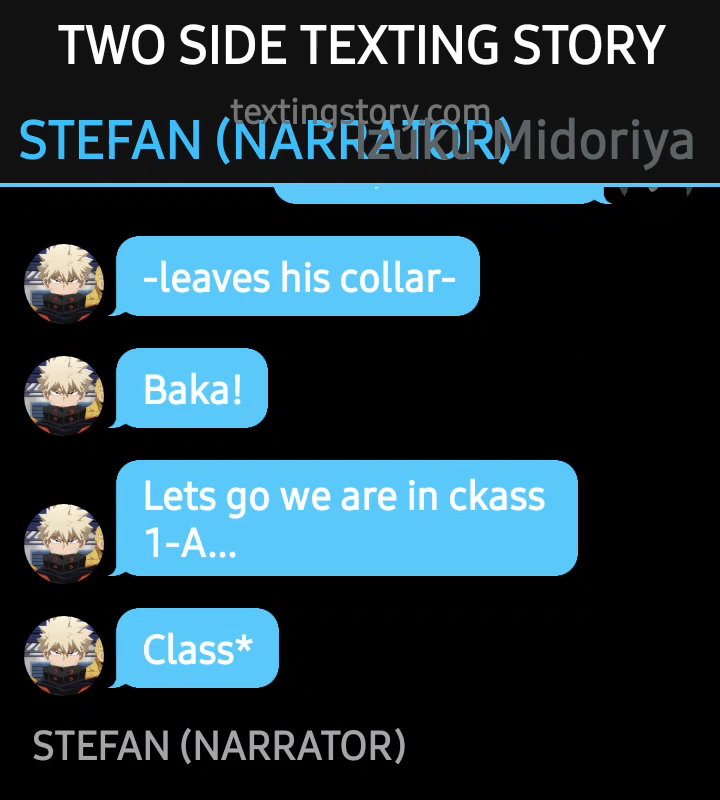 TWO SIDE TEXTING STORY
textingstory.com
STEFAN (NARRATOR)
Izuku Midoriya
-leaves his collar-
Baka!
Lets go we are in ckass
1-A...
Class*
STEFAN (NARRATOR)